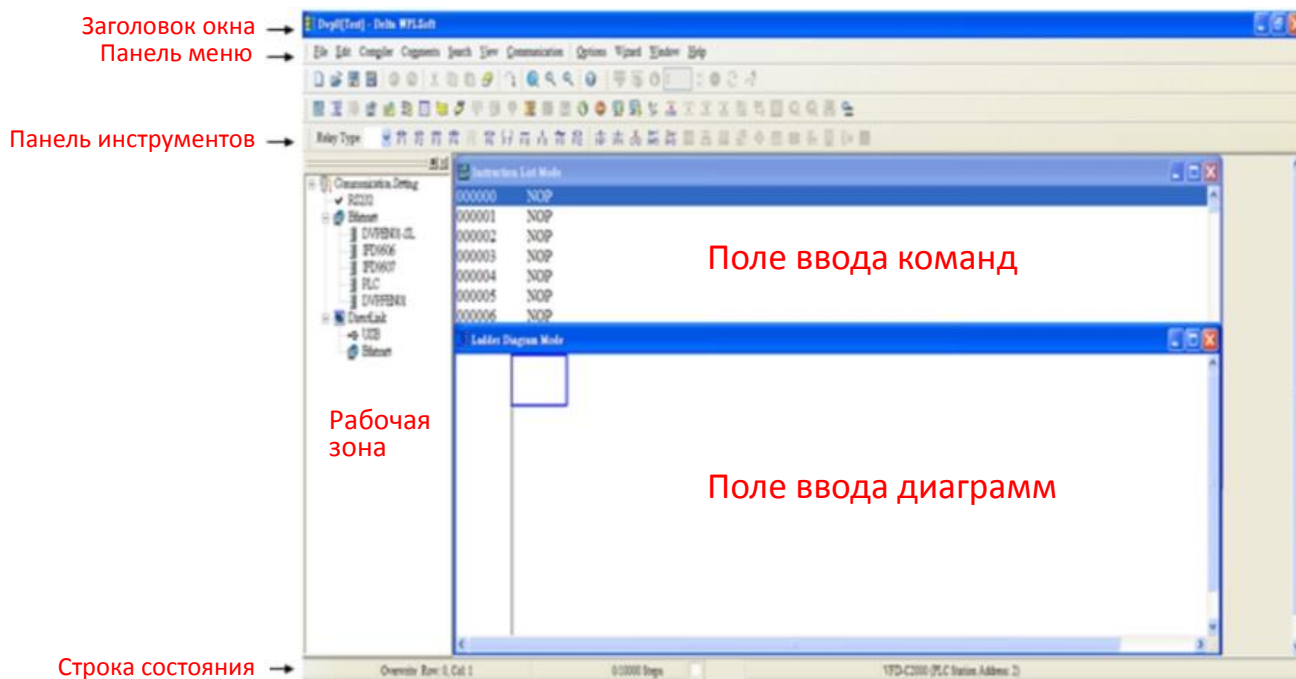 Заголовок окна
Dvp0[Test] - Delta WPLSoft
Панель меню
File Edit Compiler Comments Search View Communication Options Wizard Window Help
Панель инструментов
Relay Type:
Communication Setting
RS232
Ethernet
DVPEN01-SL
IFD9506
IFD9507
PLC
DVPFEN01
DirectLink
USB
Ethernet
Рабочая
зона
Instruction List Mode
000000 NOP
000001 NOP
000002 NOP
000003 NOP
000004 NOP
000005 NOP
000006 NOP
Поле ввода команд
Ladder Diagram Mode
Поле ввода диаграмм
Строка состояния
Overwrite Row: 0, Col: 1
0/10000 Steps
VFD-C2000 (PLC Station Address: 2)